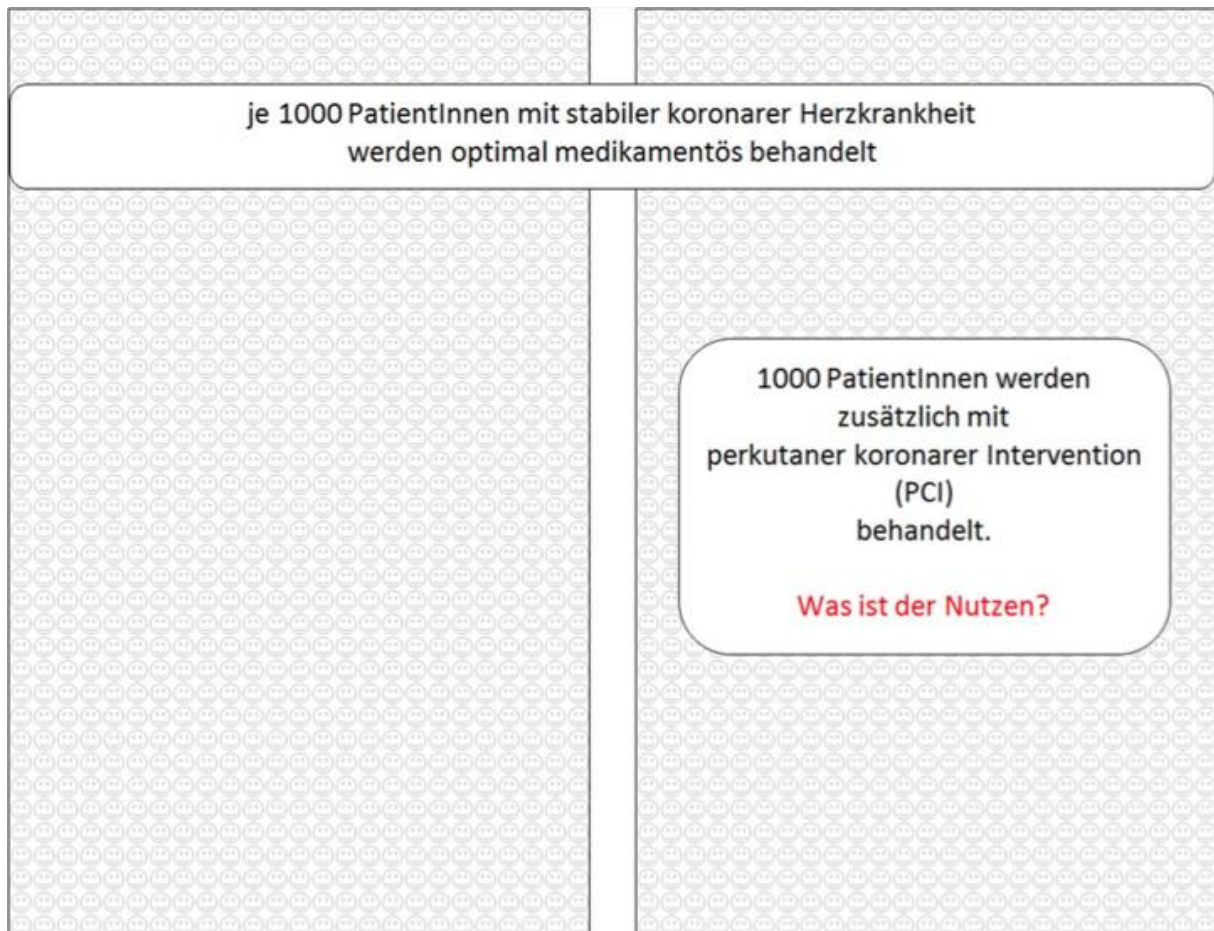 je 1000 PatientInnen mit stabiler koronarer Herzkrankheit
werden optimal medikamentös behandelt
1000 PatientInnen werden
zusätzlich mit
perkutaner koronarer Intervention
(PCI)
behandelt.
Was ist der Nutzen?